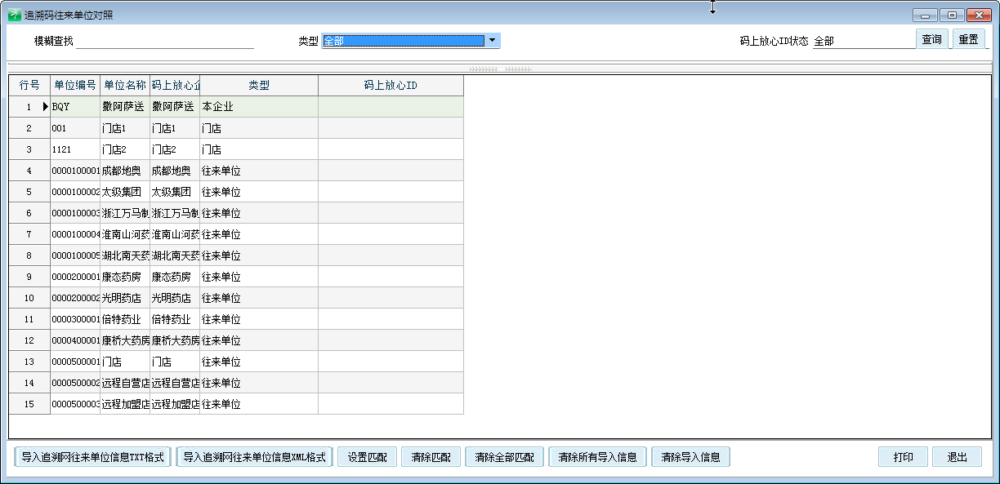 追溯码往来单位对照
模糊查找 类型 全部 码上放心ID状态 全部 查询 重置
行号 单位编号 单位名称 码上放心企 类型 码上放心ID
1 BQY 撒阿萨送 撒阿萨送 本企业
2 001 门店1 门店1 门店
3 1121 门店2 门店2 门店
4 0000100001 成都地奥 成都地奥 往来单位
5 0000100002 太级集团 太级集团 往来单位
6 0000100003 浙江万马制 浙江万马制 往来单位
7 0000100004 淮南山河药 淮南山河药 往来单位
8 0000100005 湖北南天药 湖北南天药 往来单位
9 0000200001 康态药房 康态药房 往来单位
10 0000200002 光明药店 光明药店 往来单位
11 0000300001 倍特药业 倍特药业 往来单位
12 0000400001 康桥大药房 康桥大药房 往来单位
13 0000500001 门店 门店 往来单位
14 0000500002 远程自营店 远程自营店 往来单位
15 0000500003 远程加盟店 远程加盟店 往来单位
导入追溯网往来单位信息TXT格式 导入追溯网往来单位信息XML格式 设置匹配 清除匹配 清除全部匹配 清除所有导入信息 清除导入信息 打印 退出